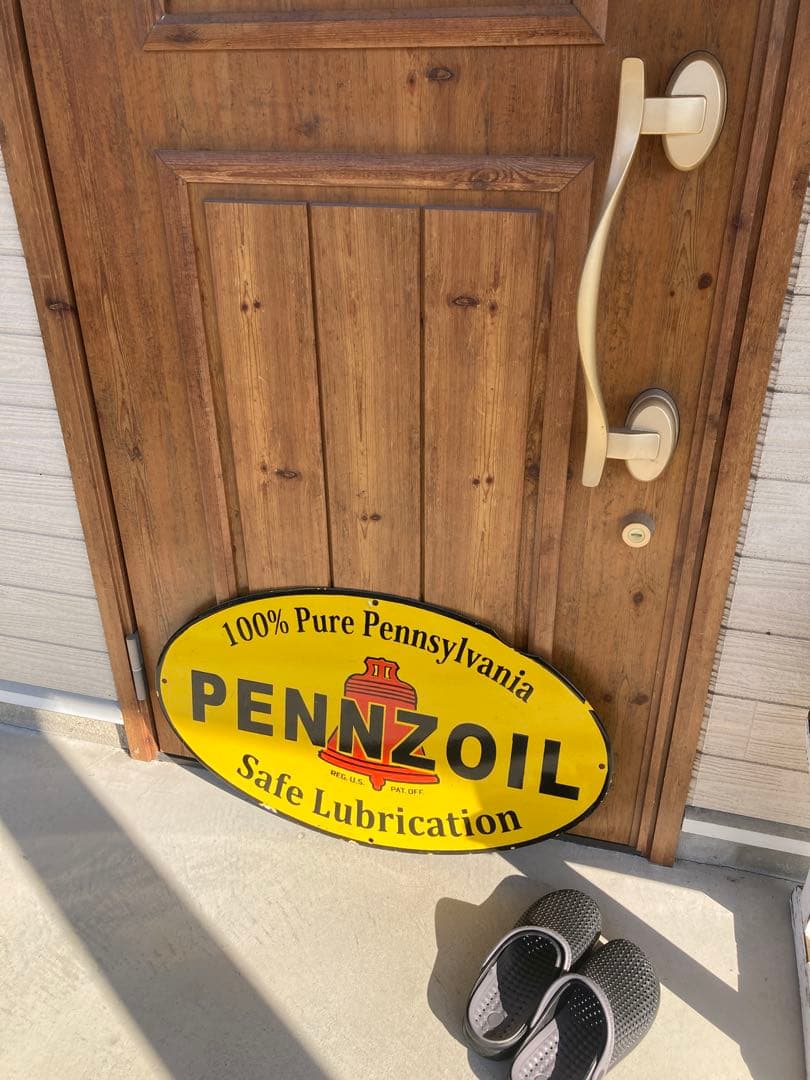 100% Pure Pennsylvania
PENNZOIL
REG. U.S. PAT. OFF.
Safe Lubrication